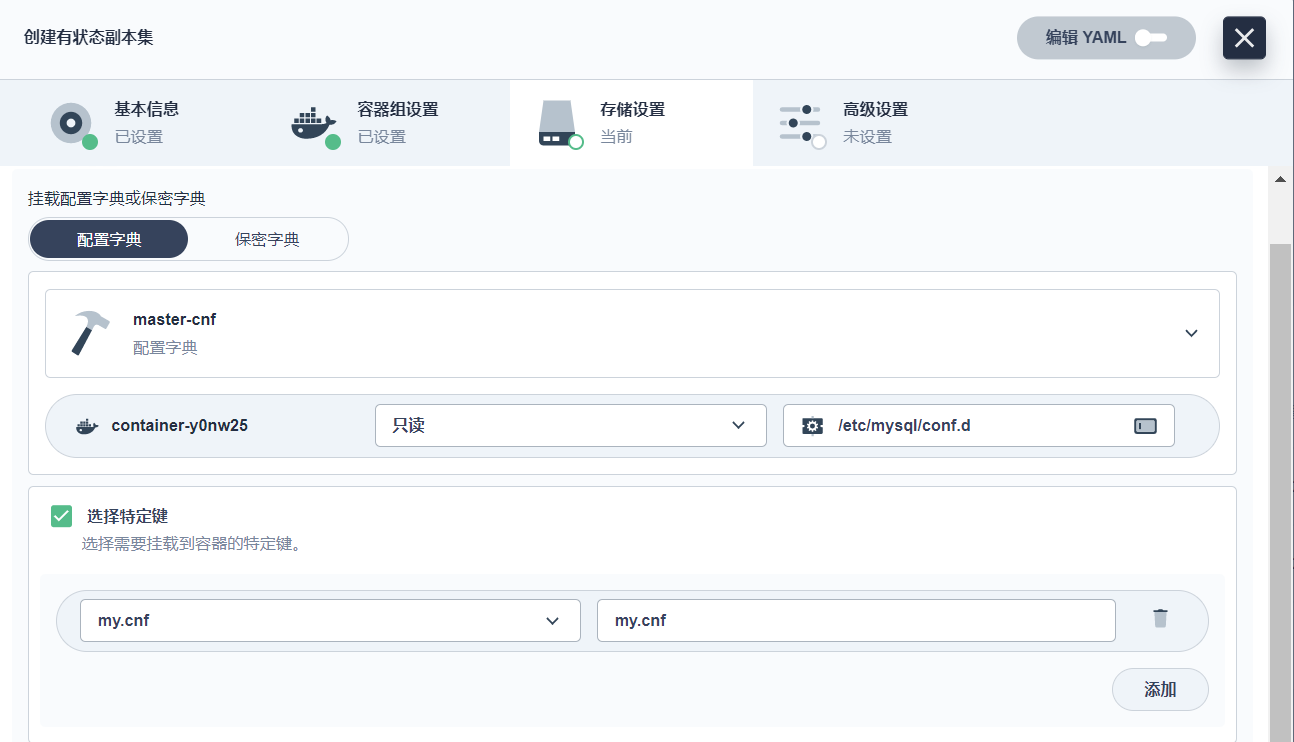 创建有状态副本集
编辑 YAML
基本信息
已设置
容器组设置
已设置
存储设置
当前
高级设置
未设置
挂载配置字典或保密字典
配置字典
保密字典
master-cnf
配置字典
container-y0nw25
只读
/etc/mysql/conf.d
选择特定键
选择需要挂载到容器的特定键。
my.cnf
my.cnf
添加